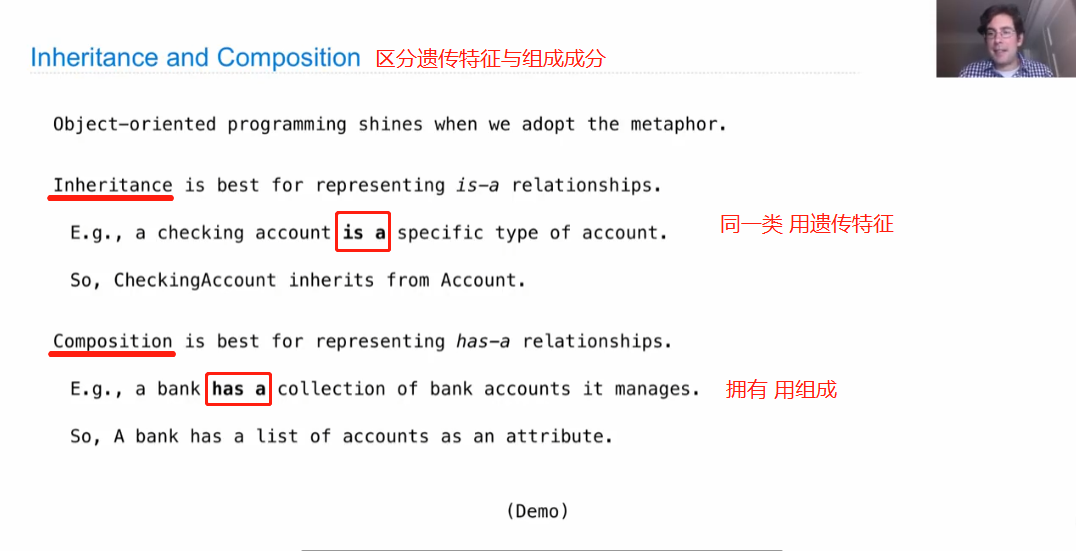 Inheritance and Composition 区分遗传特征与组成成分
Object-oriented programming shines when we adopt the metaphor.
Inheritance is best for representing is-a relationships.
E.g., a checking account is a specific type of account. 同一类 用遗传特征
So, CheckingAccount inherits from Account.
Composition is best for representing has-a relationships.
E.g., a bank has a collection of bank accounts it manages. 拥有 用组成
So, A bank has a list of accounts as an attribute.
(Demo)